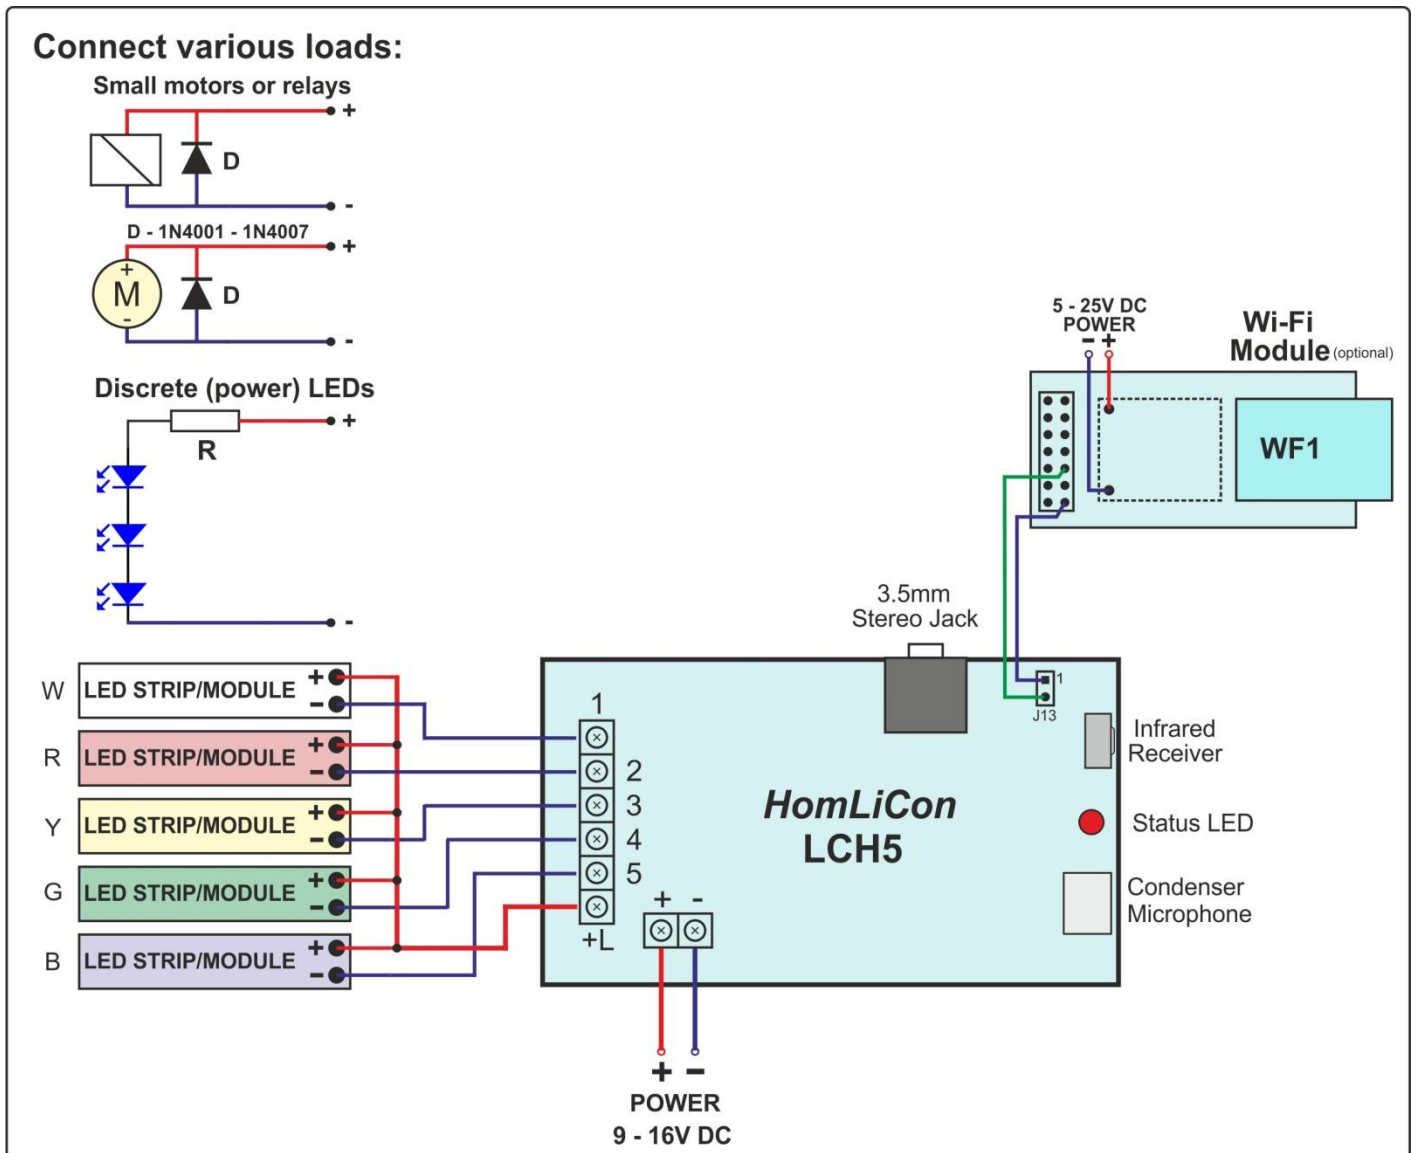 Connect various loads:
Small motors or relays
+
D
-
D - 1N4001 - 1N4007
+
+
M
-
D
-
Discrete (power) LEDs
+
R
-
5 - 25V DC
POWER
- +
Wi-Fi
Module (optional)
WF1
3.5mm
Stereo Jack
W LED STRIP/MODULE + -
R LED STRIP/MODULE + -
Y LED STRIP/MODULE + -
G LED STRIP/MODULE + -
B LED STRIP/MODULE + -
1
2
3
4
5
+L
+ -
HomLiCon
LCH5
1
J13
Infrared
Receiver
Status LED
Condenser
Microphone
+ -
POWER
9 - 16V DC